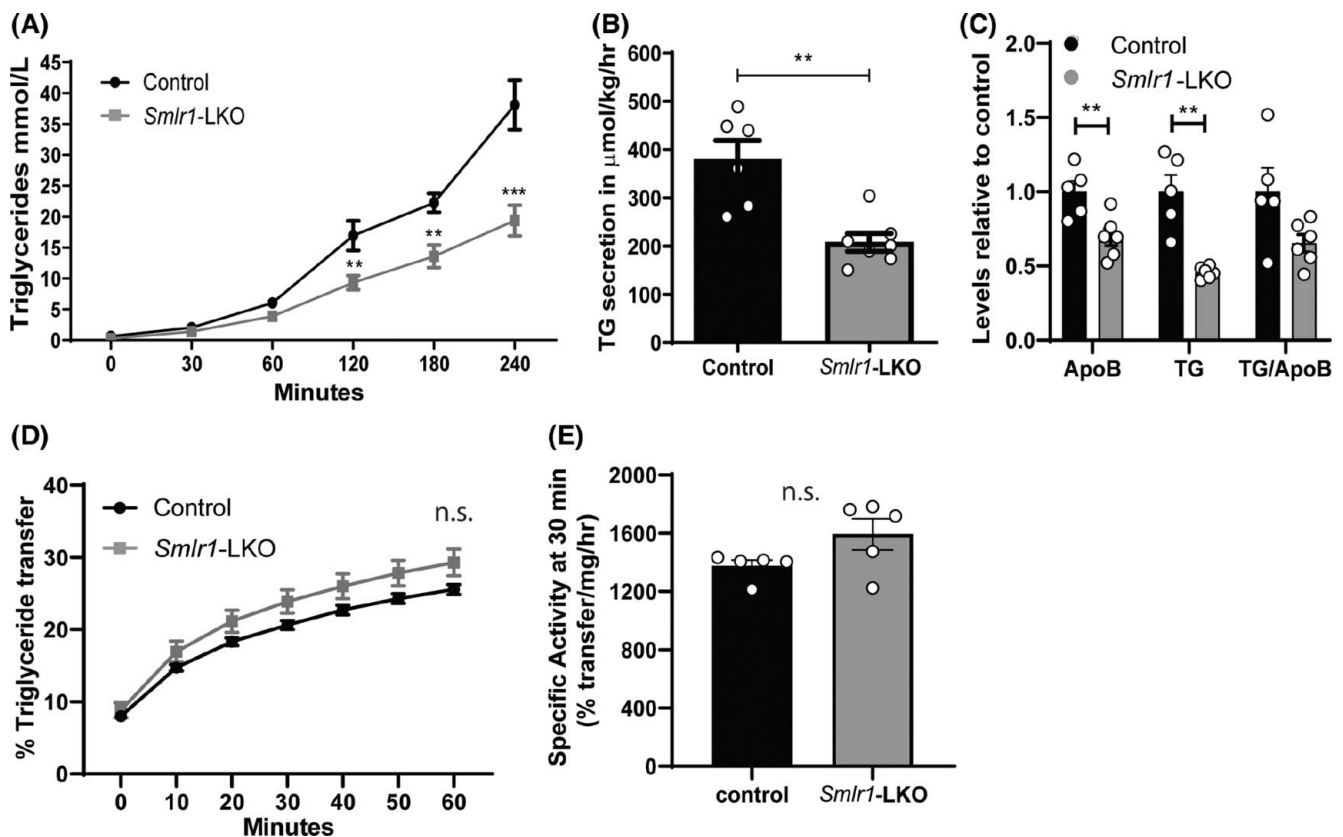 (A)
Triglycerides mmol/L
45
40
35
30
25
20
15
10
5
0
Control
Smlr1-LKO
**
**
***
0 30 60 120 180 240
Minutes
(B)
TG secretion in μmol/kg/hr
600
500
400
300
200
100
0
**
Control Smlr1-LKO
(C)
Levels relative to control
2.0
1.5
1.0
0.5
0.0
Control
Smlr1-LKO
** **
ApoB TG TG/ApoB
(D)
% Triglyceride transfer
40
30
20
10
0
Control
Smlr1-LKO
n.s.
0 10 20 30 40 50 60
Minutes
(E)
Specific Activity at 30 min
(% transfer/mg/hr)
2000
1600
1200
800
400
0
n.s.
control Smlr1-LKO